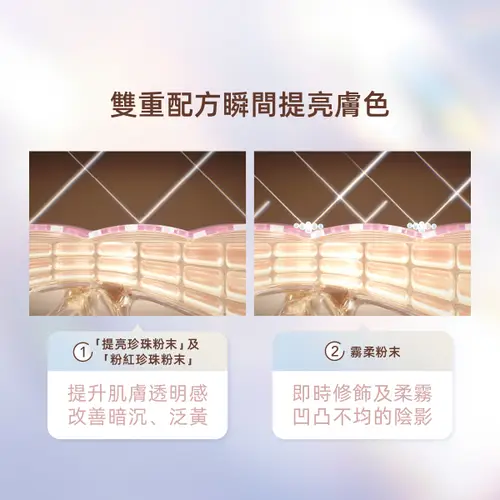 雙重配方瞬間提亮膚色
1 「提亮珍珠粉末」及
「粉紅珍珠粉末」
提升肌膚透明感
改善暗沉、泛黃
2 霧柔粉末
即時修飾及柔霧
凹凸不均的陰影